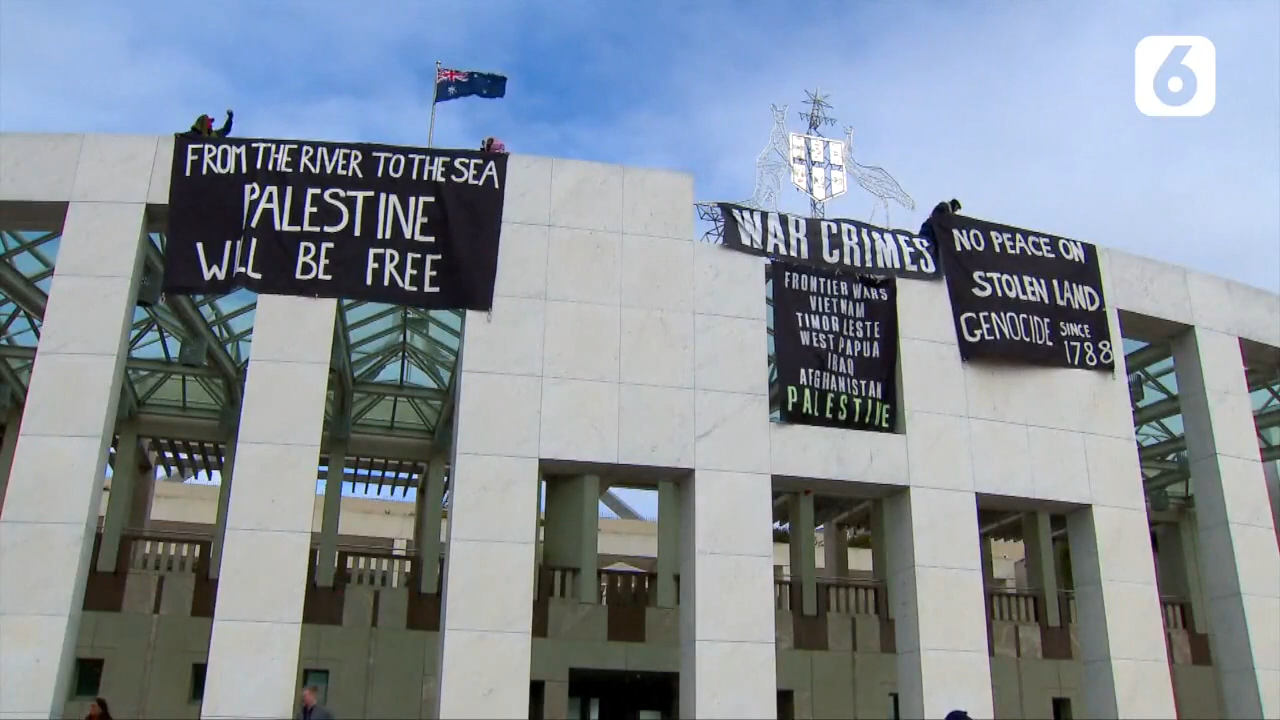 FROM THE RIVER TO THE SEA
PALESTINE
WILL BE FREE
WAR CRIMES
FRONTIER WARS
VIETNAM
TIMOR LESTE
WEST PAPUA
IRAQ
AFGHANISTAN
PALESTINE
NO PEACE ON
STOLEN LAND
GENOCIDE SINCE
1788
6